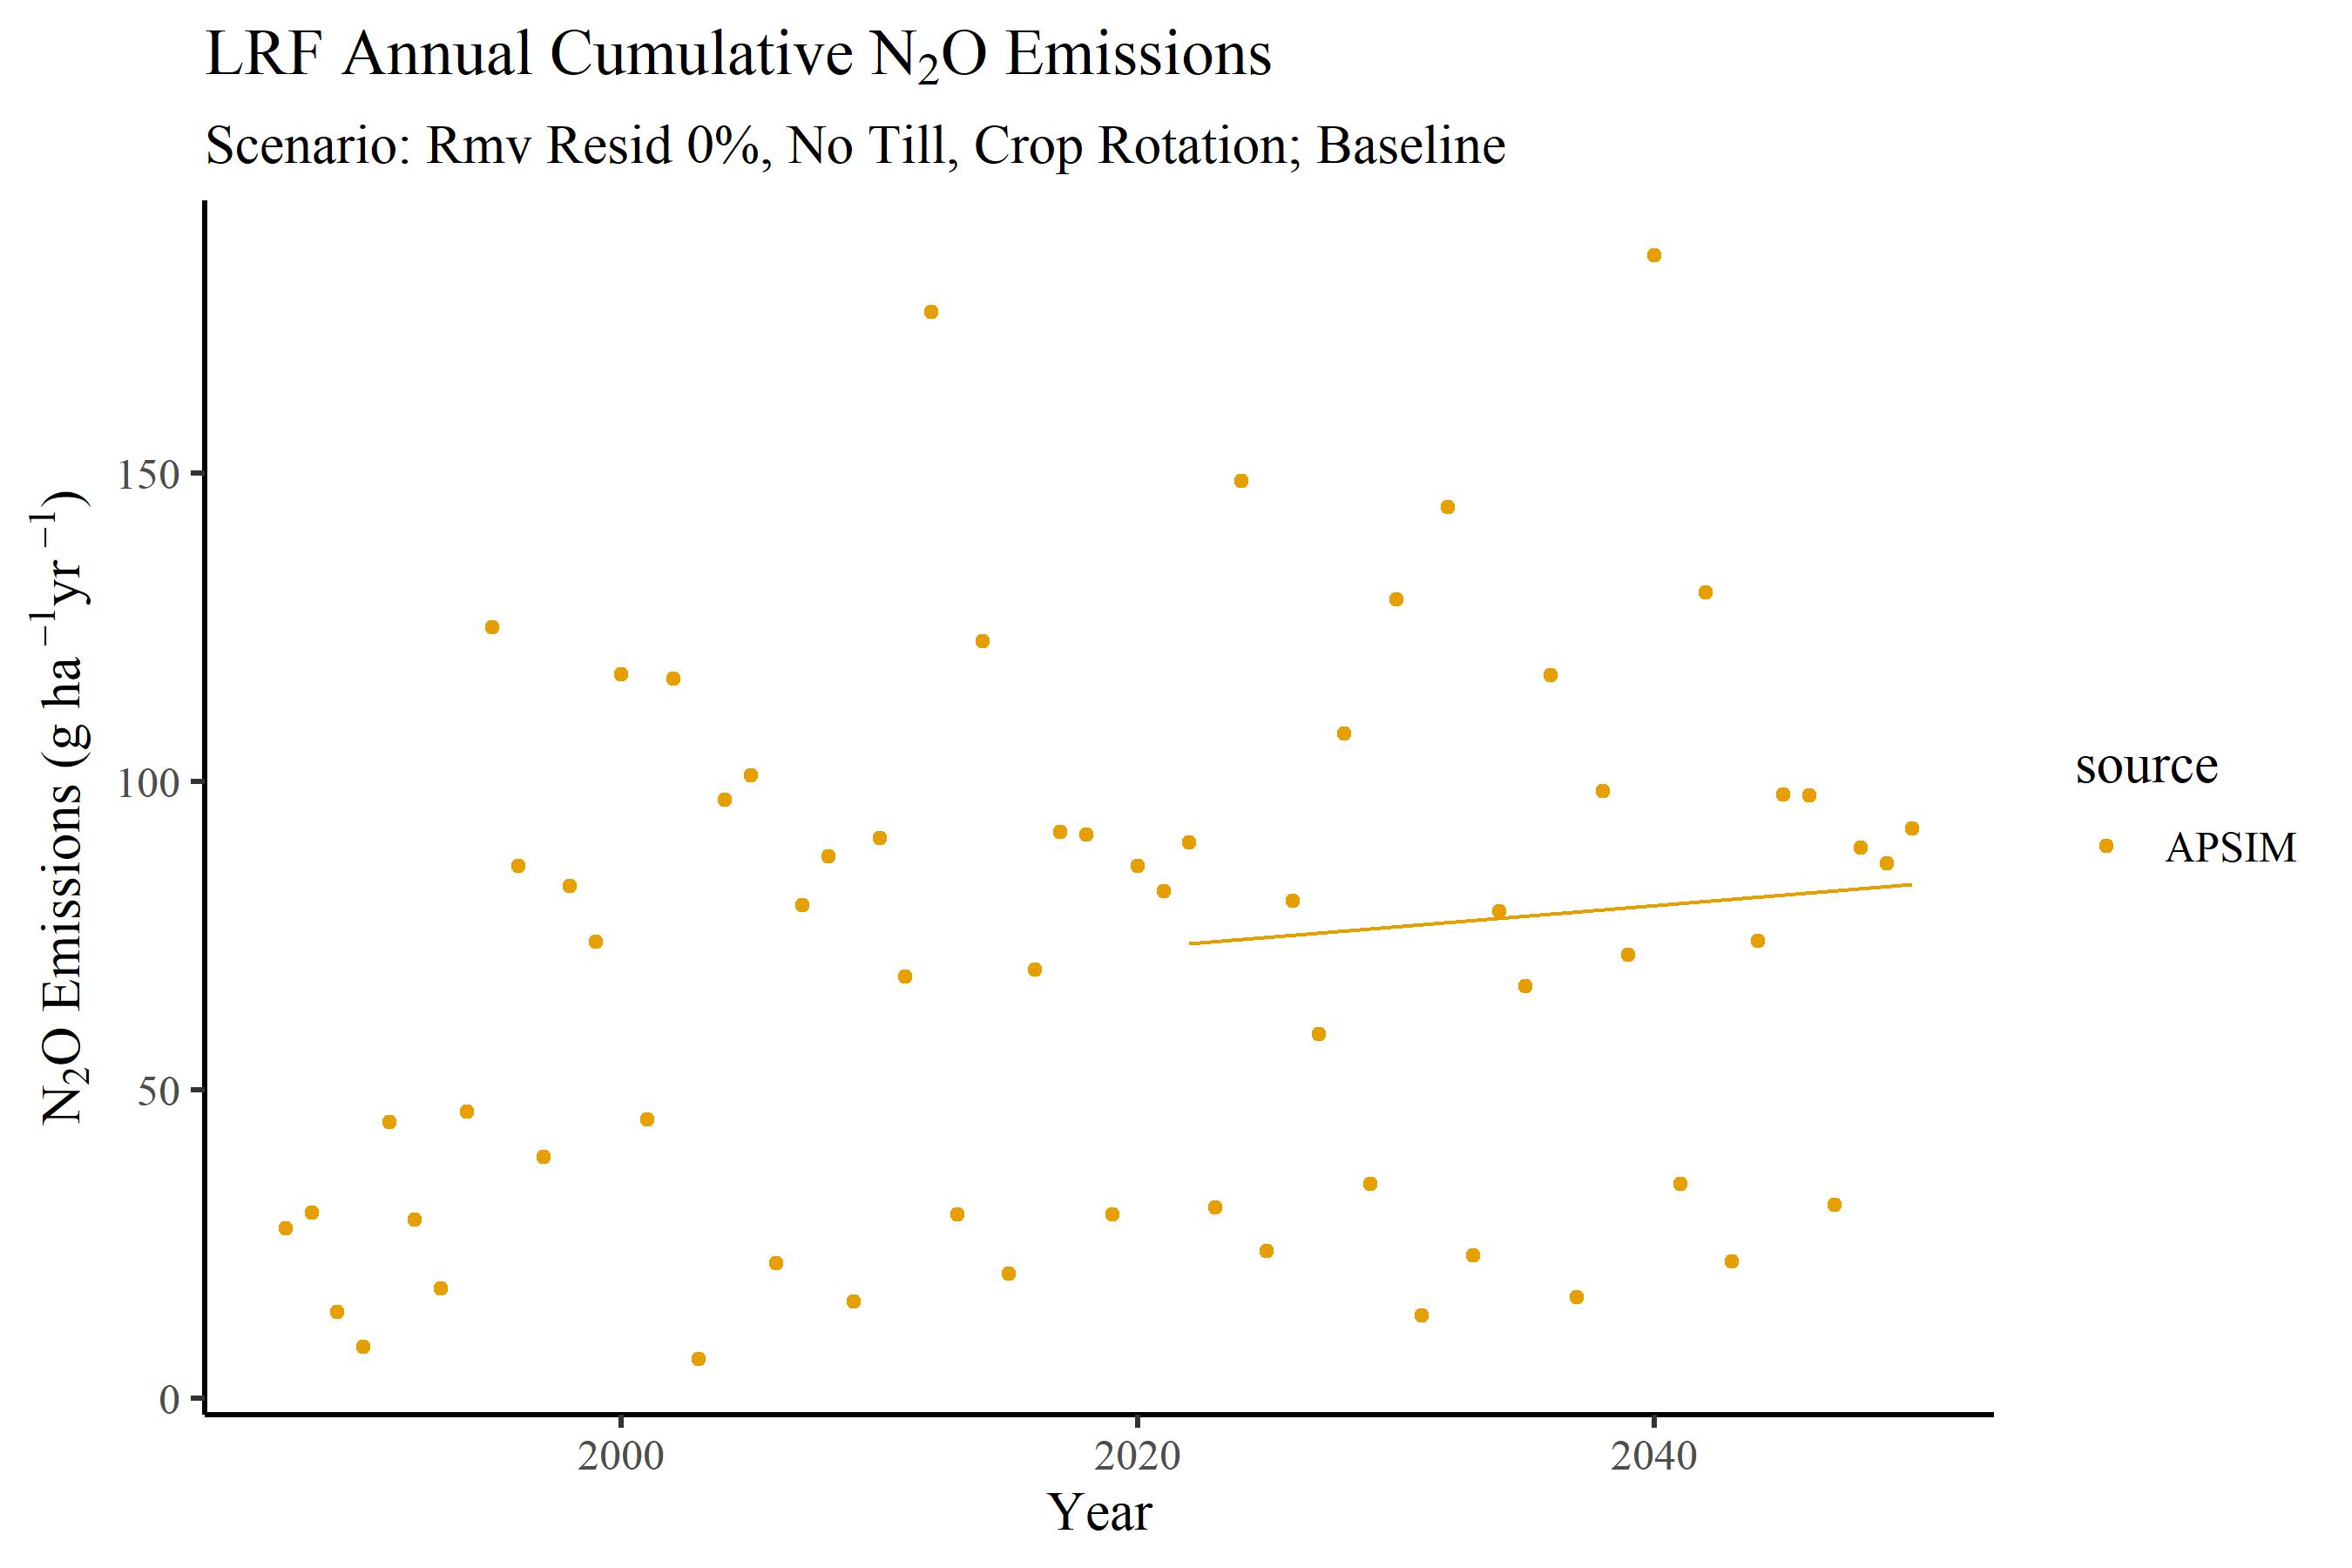 LRF Annual Cumulative N₂O Emissions
Scenario: Rmv Resid 0%, No Till, Crop Rotation; Baseline
N₂O Emissions (g ha ⁻¹yr ⁻¹)
150
100
50
0
2000 2020 2040
Year
source
APSIM